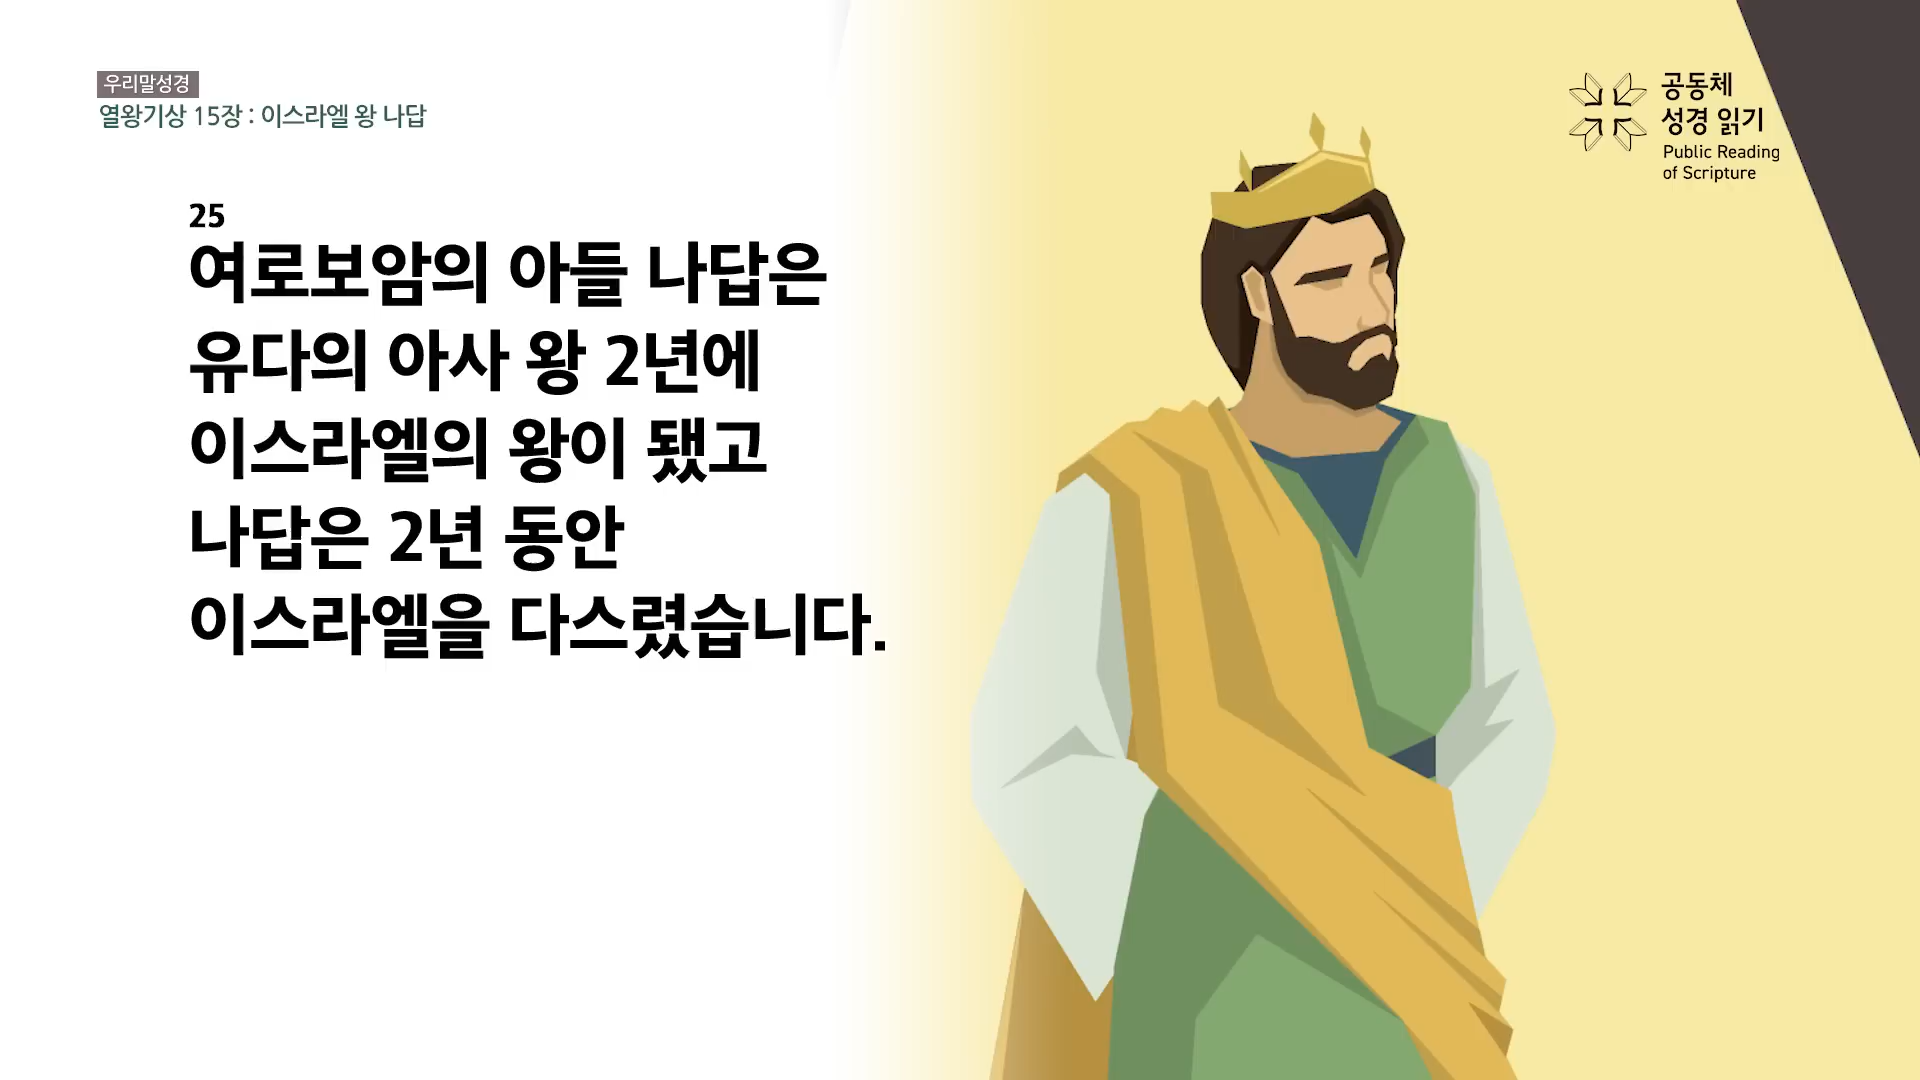 우리말성경
열왕기상 15장 : 이스라엘 왕 나답
공동체
성경 읽기
Public Reading
of Scripture
25
여로보암의 아들 나답은
유다의 아사 왕 2년에
이스라엘의 왕이 됐고
나답은 2년 동안
이스라엘을 다스렸습니다.